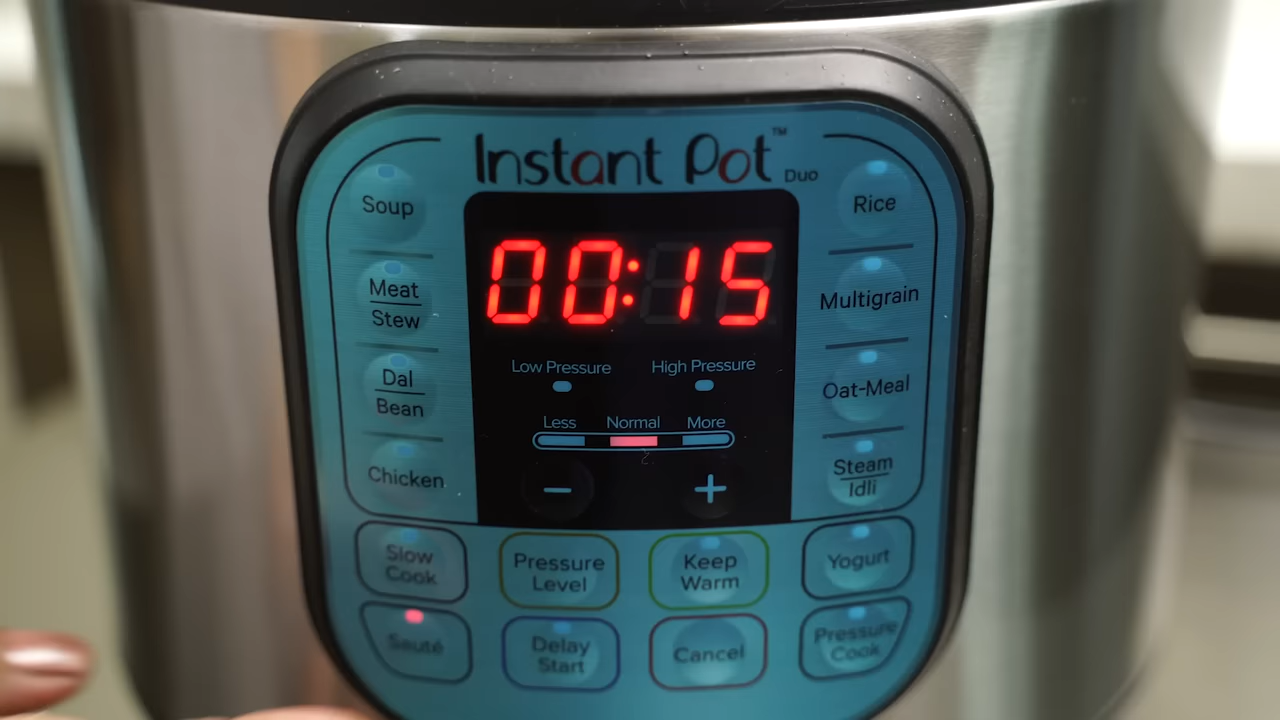 Instant Pot™ Duo
Soup
Meat
Stew
Dal
Bean
Chicken
00:15
Low Pressure High Pressure
Less Normal More
− +
Rice
Multigrain
Oat-Meal
Steam
Idli
Slow
Cook
Pressure
Level
Keep
Warm
Yogurt
Sauté
Delay
Start
Cancel
Pressure
Cook